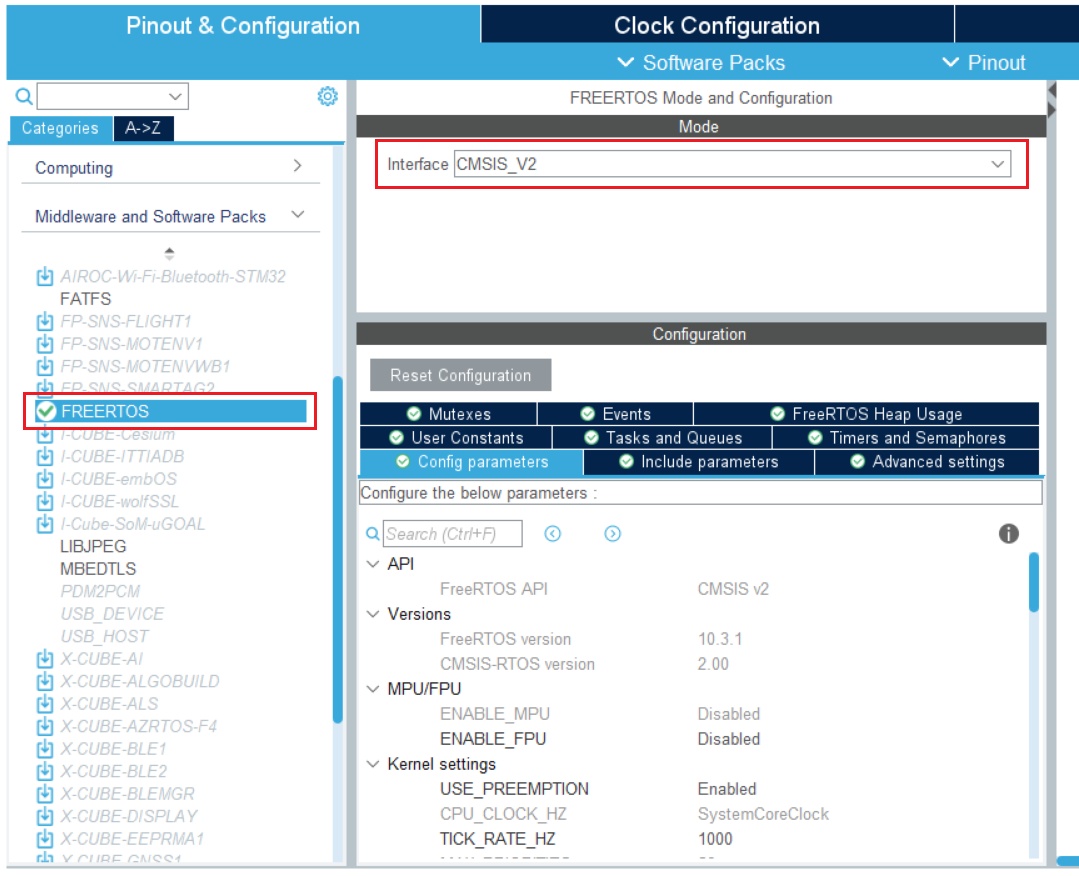 Pinout & Configuration
Clock Configuration
Software Packs
Pinout
Categories
A->Z
Computing
Middleware and Software Packs
AIROC-Wi-Fi-Bluetooth-STM32
FATFS
FP-SNS-FLIGHT1
FP-SNS-MOTENV1
FP-SNS-MOTENVWB1
FP-SNS-SMARTAG2
FREERTOS
I-CUBE-Cesium
I-CUBE-ITTIADB
I-CUBE-embOS
I-CUBE-wolfSSL
I-Cube-SoM-uGOAL
LIBJPEG
MBEDTLS
PDM2PCM
USB_DEVICE
USB_HOST
X-CUBE-AI
X-CUBE-ALGOBUILD
X-CUBE-ALS
X-CUBE-AZRTOS-F4
X-CUBE-BLE1
X-CUBE-BLE2
X-CUBE-BLEMGR
X-CUBE-DISPLAY
X-CUBE-EEPRMA1
X-CUBE-GNSS1
FREERTOS Mode and Configuration
Mode
Interface CMSIS_V2
Configuration
Reset Configuration
Mutexes Events FreeRTOS Heap Usage
User Constants Tasks and Queues Timers and Semaphores
Config parameters Include parameters Advanced settings
Configure the below parameters :
Search (Ctrl+F)
API
FreeRTOS API CMSIS v2
Versions
FreeRTOS version 10.3.1
CMSIS-RTOS version 2.00
MPU/FPU
ENABLE_MPU Disabled
ENABLE_FPU Disabled
Kernel settings
USE_PREEMPTION Enabled
CPU_CLOCK_HZ SystemCoreClock
TICK_RATE_HZ 1000